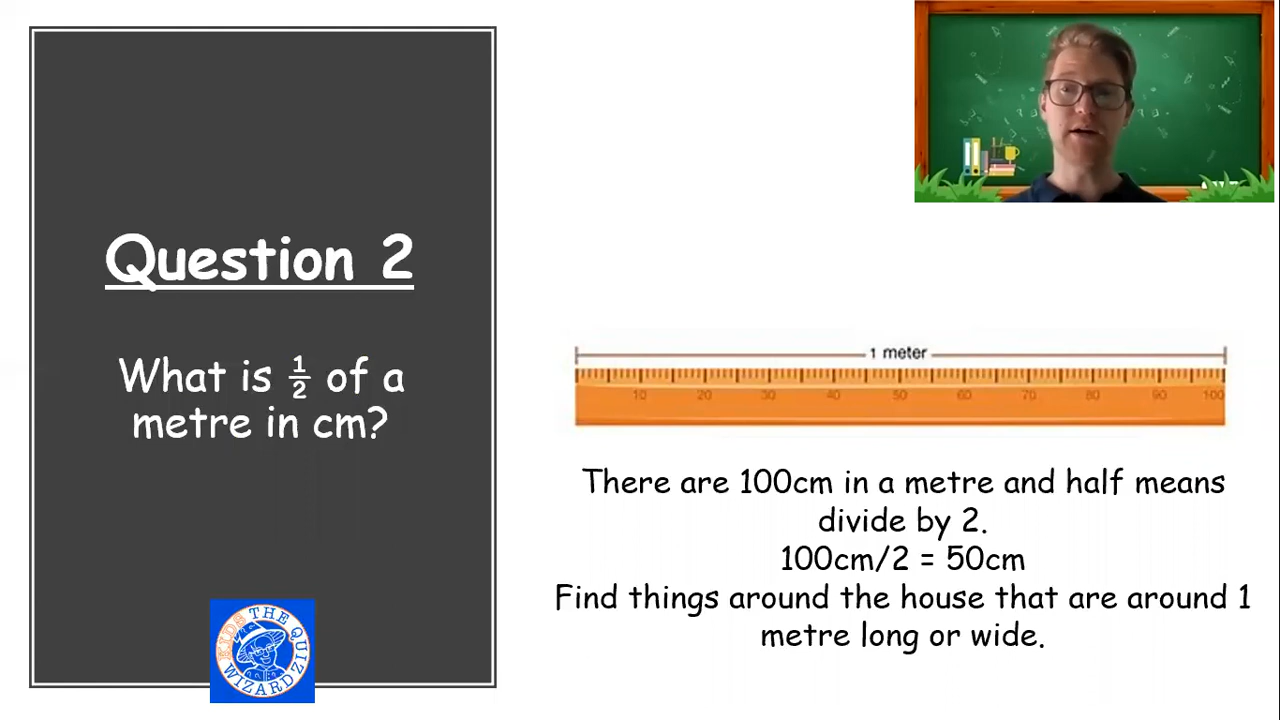 Question 2
What is ½ of a
metre in cm?
KIDS THE QUIZ
WIZARDZ
1 meter
10 20 30 40 50 60 70 80 90 100
There are 100cm in a metre and half means
divide by 2.
100cm/2 = 50cm
Find things around the house that are around 1
metre long or wide.